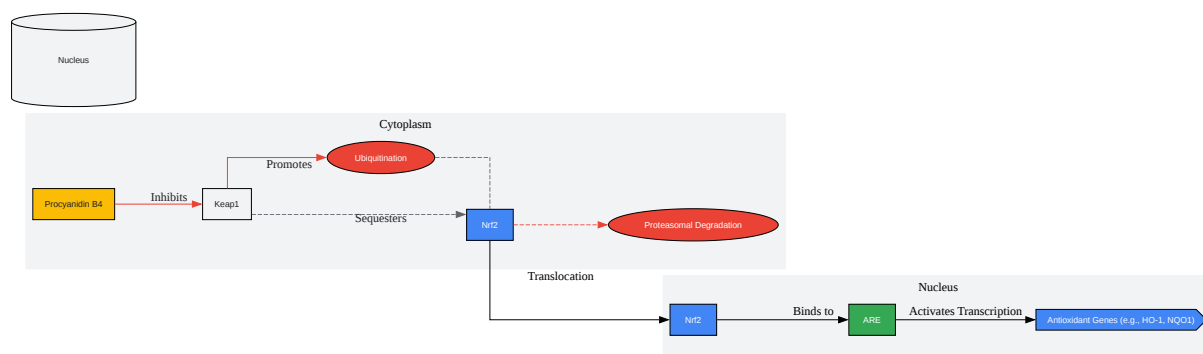 Nucleus
Cytoplasm
Ubiquitination
Promotes
Procyanidin B4
Inhibits
Keap1
Sequesters
Nrf2
Proteasomal Degradation
Translocation
Nucleus
Nrf2
Binds to
ARE
Activates Transcription
Antioxidant Genes (e.g., HO-1, NQO1)